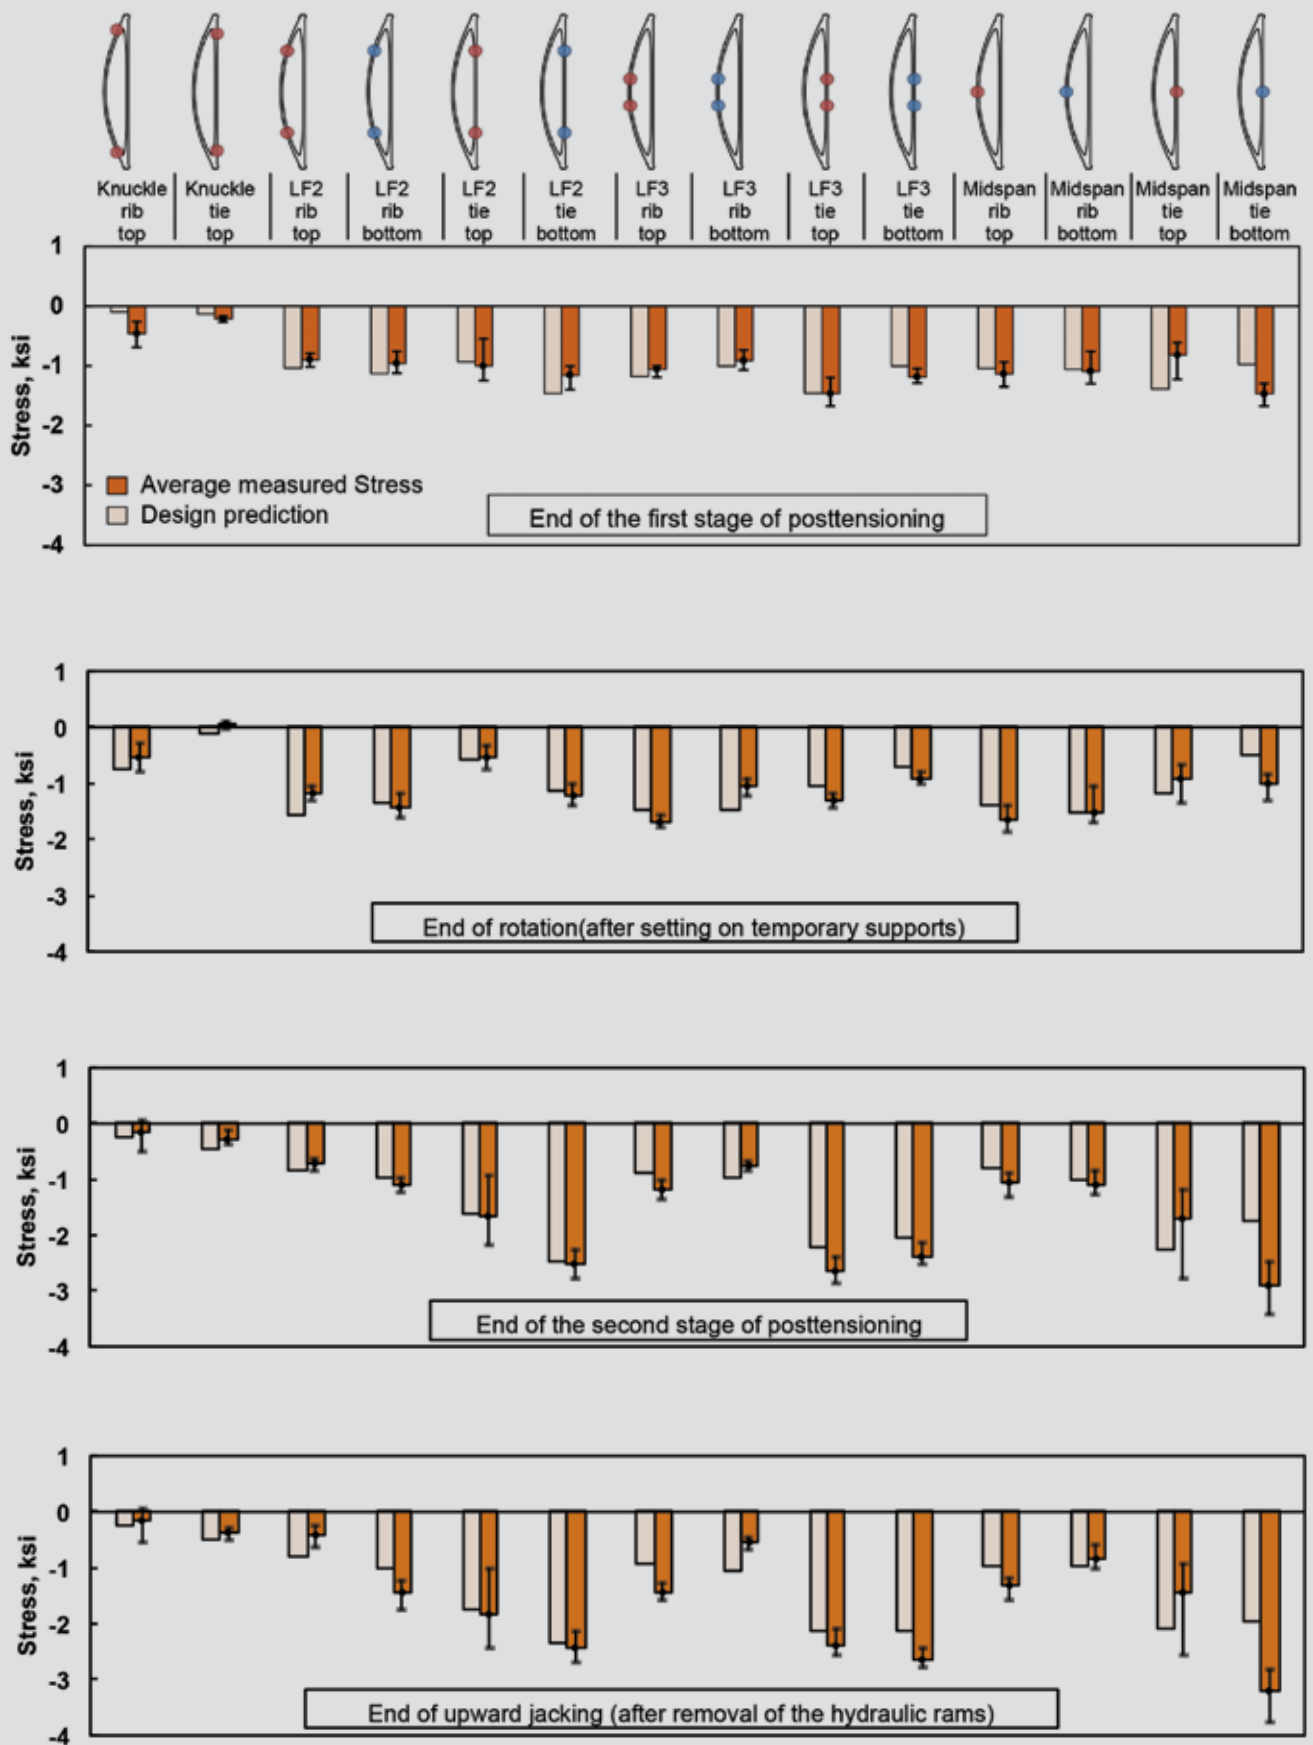 Knuckle rib top
Knuckle tie top
LF2 rib top
LF2 rib bottom
LF2 tie top
LF2 tie bottom
LF3 rib top
LF3 rib bottom
LF3 tie top
LF3 tie bottom
Midspan rib top
Midspan rib bottom
Midspan tie top
Midspan tie bottom
1
0
-1
-2
-3
-4
Stress, ksi
Average measured Stress
Design prediction
End of the first stage of posttensioning
1
0
-1
-2
-3
-4
Stress, ksi
End of rotation(after setting on temporary supports)
1
0
-1
-2
-3
-4
Stress, ksi
End of the second stage of posttensioning
1
0
-1
-2
-3
-4
Stress, ksi
End of upward jacking (after removal of the hydraulic rams)